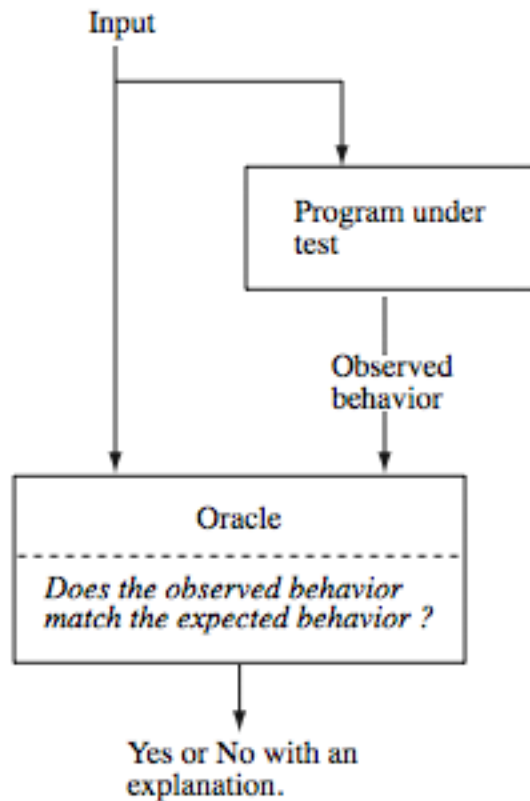 Input
Program under
test
Observed
behavior
Oracle
Does the observed behavior
match the expected behavior ?
Yes or No with an
explanation.